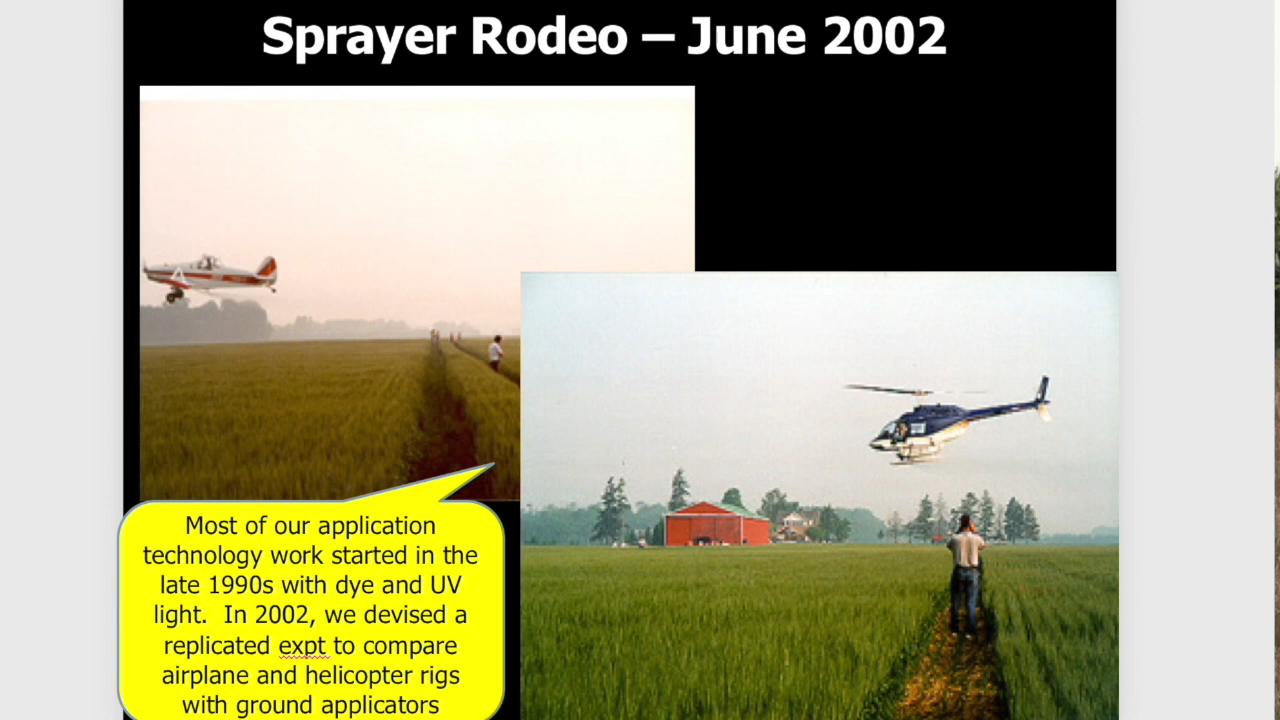 Sprayer Rodeo – June 2002
Most of our application
technology work started in the
late 1990s with dye and UV
light.  In 2002, we devised a
replicated expt to compare
airplane and helicopter rigs
with ground applicators